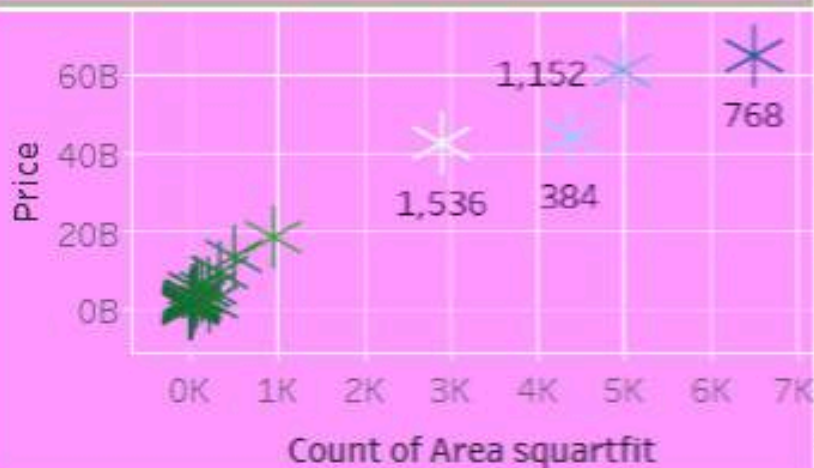 Price
60B
40B
20B
0B
1,152
768
1,536
384
0K 1K 2K 3K 4K 5K 6K 7K
Count of Area squartfit